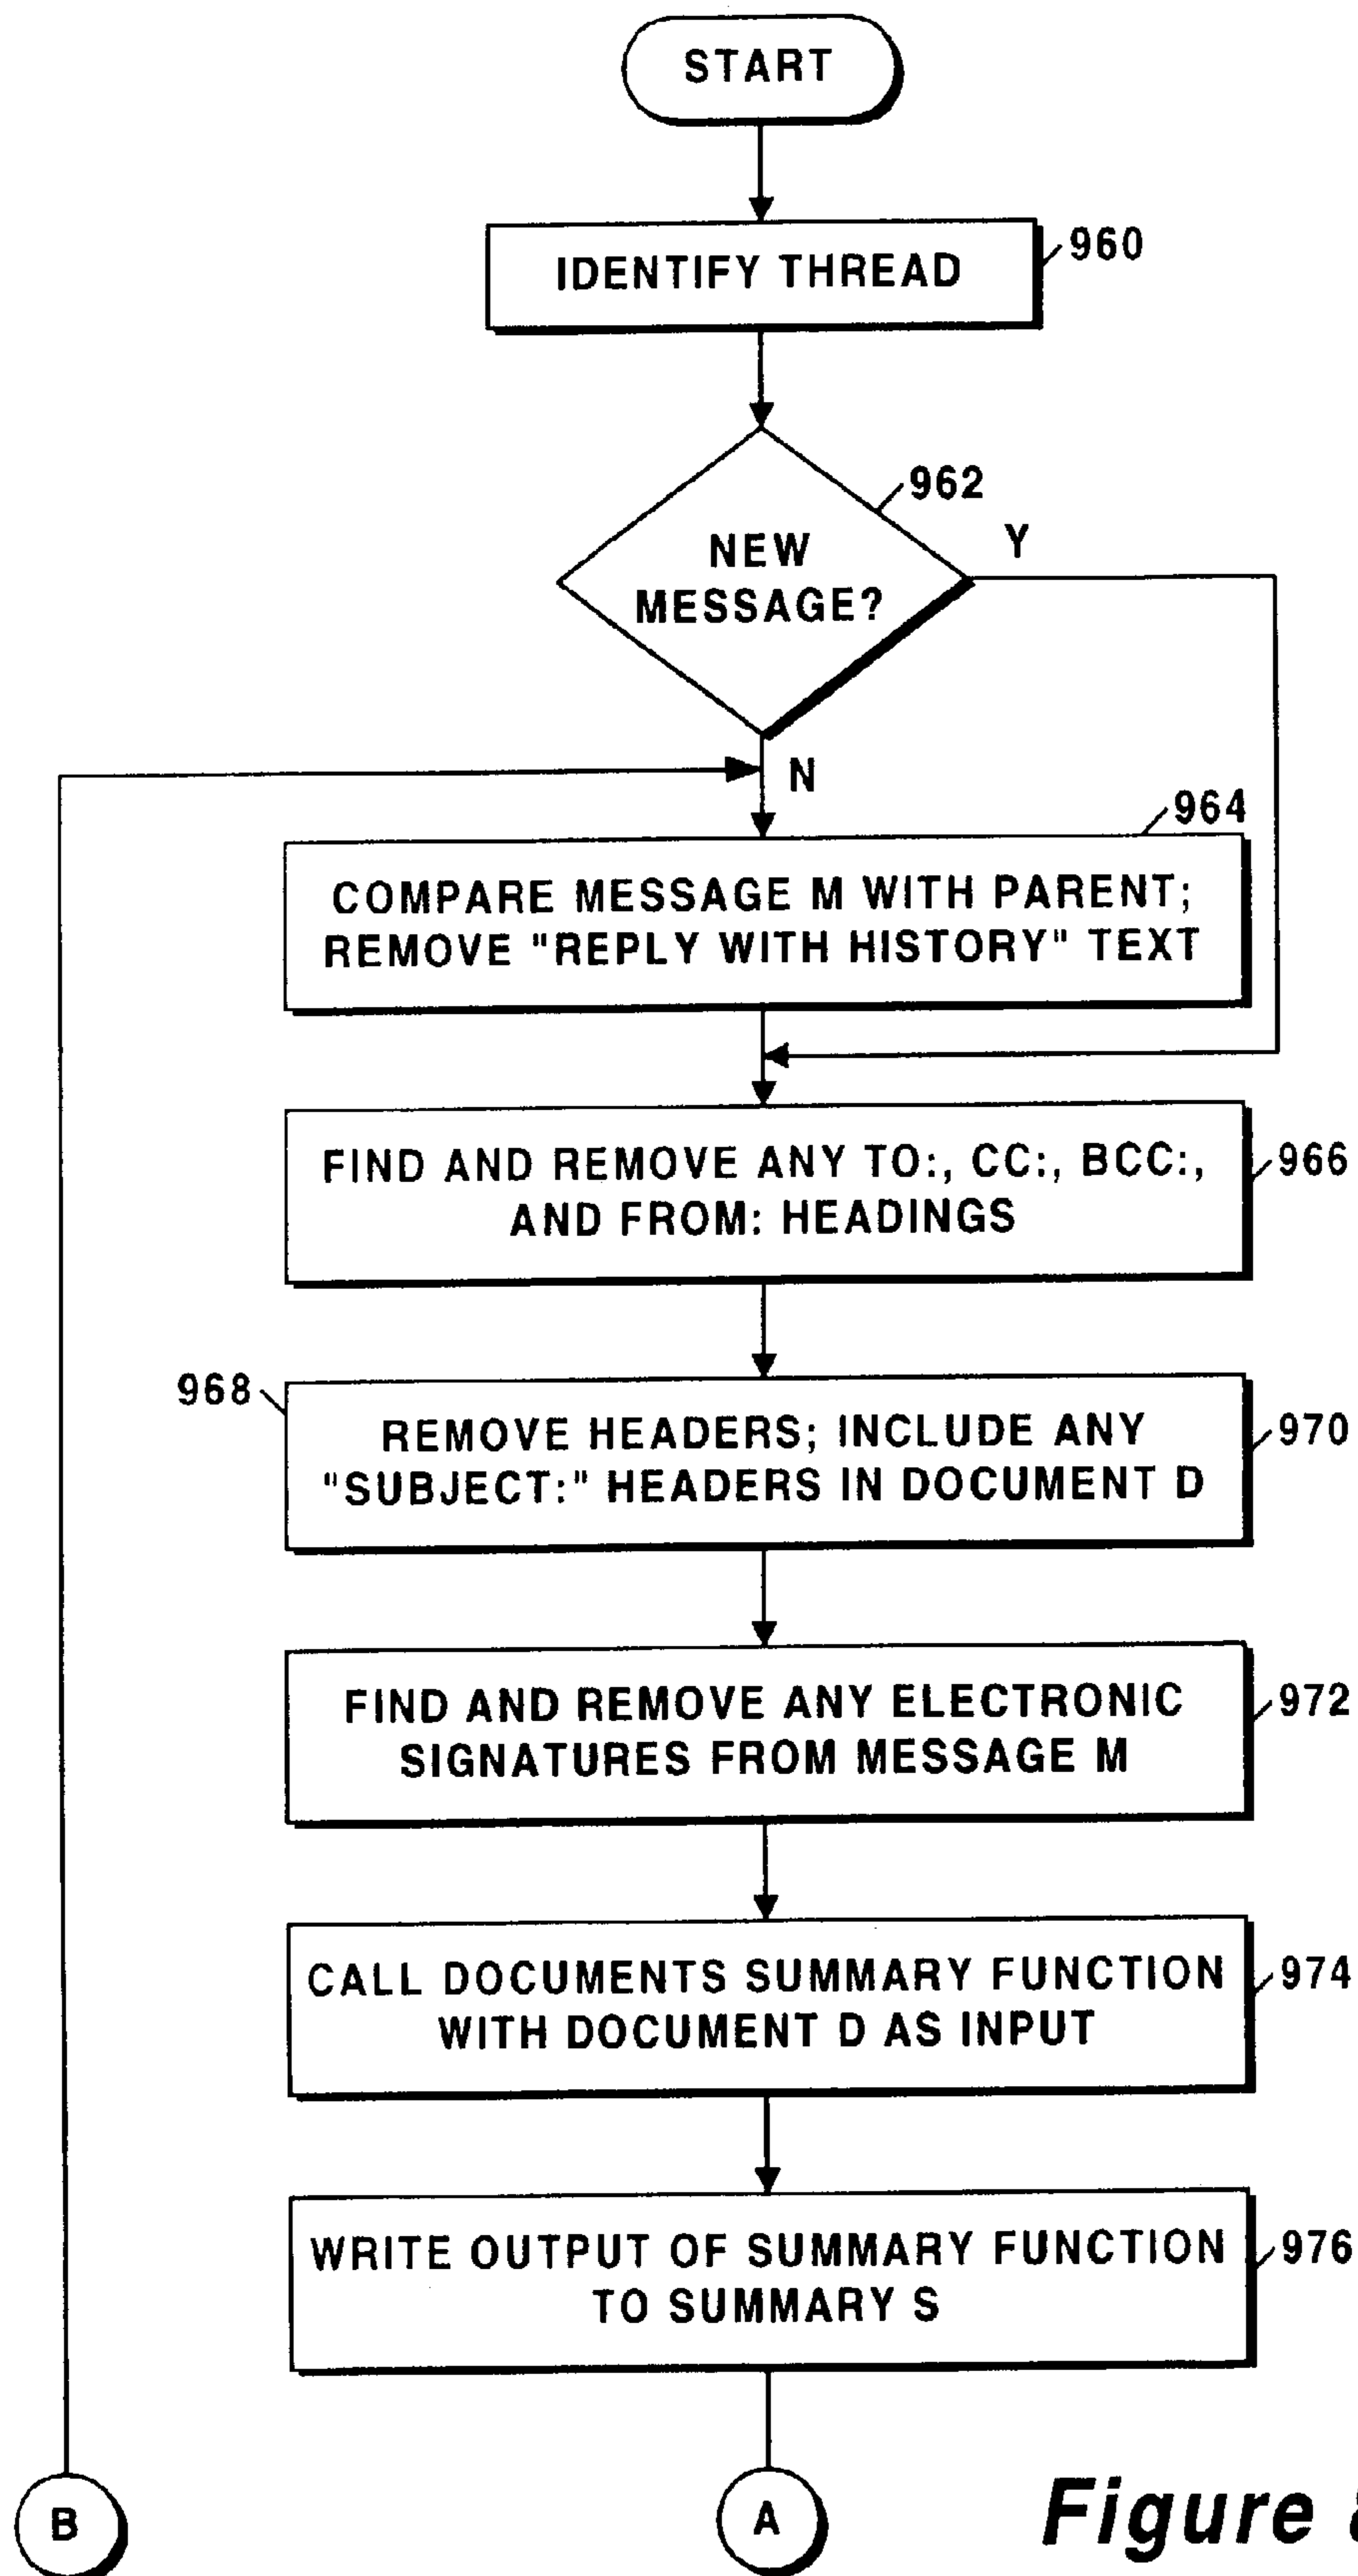 START
IDENTIFY THREAD
960
962
NEW
MESSAGE?
Y
N
964
COMPARE MESSAGE M WITH PARENT;
REMOVE "REPLY WITH HISTORY" TEXT
FIND AND REMOVE ANY TO:, CC:, BCC:,
AND FROM: HEADINGS
966
968
REMOVE HEADERS; INCLUDE ANY
"SUBJECT:" HEADERS IN DOCUMENT D
970
FIND AND REMOVE ANY ELECTRONIC
SIGNATURES FROM MESSAGE M
972
CALL DOCUMENTS SUMMARY FUNCTION
WITH DOCUMENT D AS INPUT
974
WRITE OUTPUT OF SUMMARY FUNCTION
TO SUMMARY S
976
B
A
Figure